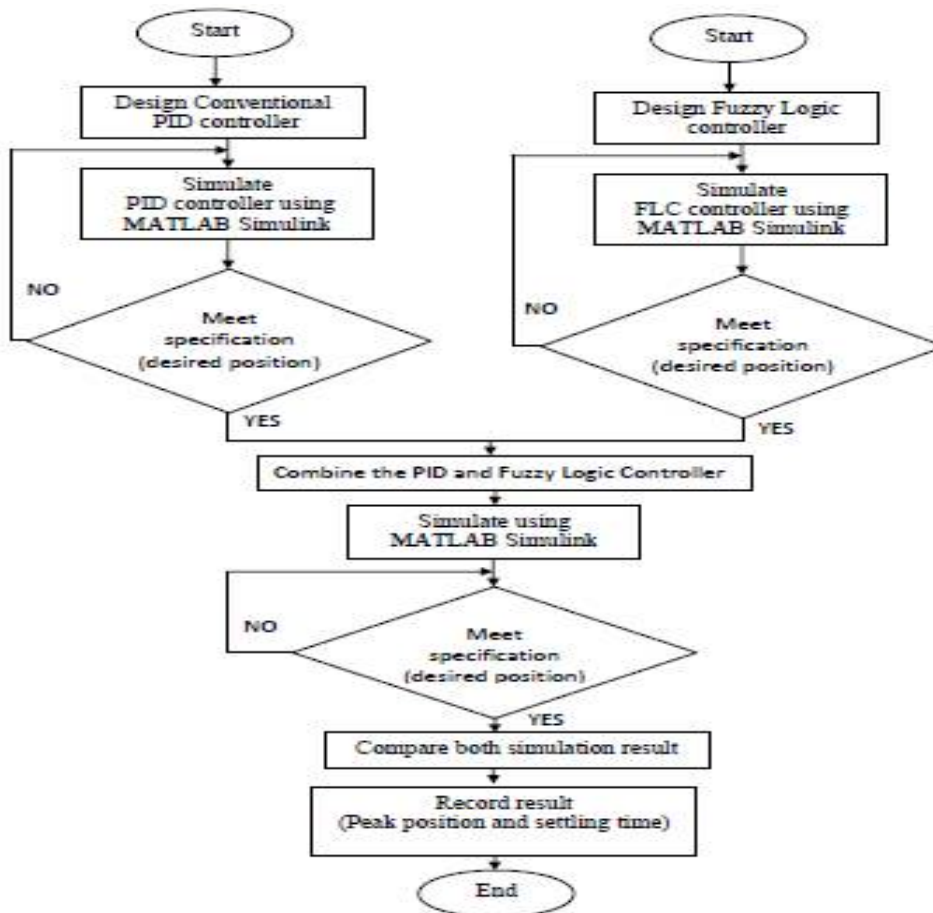 Start
Design Conventional
PID controller
Simulate
PID controller using
MATLAB Simulink
NO
Meet
specification
(desired position)
YES
Start
Design Fuzzy Logic
controller
Simulate
FLC controller using
MATLAB Simulink
NO
Meet
specification
(desired position)
YES
Combine the PID and Fuzzy Logic Controller
Simulate using
MATLAB Simulink
NO
Meet
specification
(desired position)
YES
Compare both simulation result
Record result
(Peak position and settling time)
End